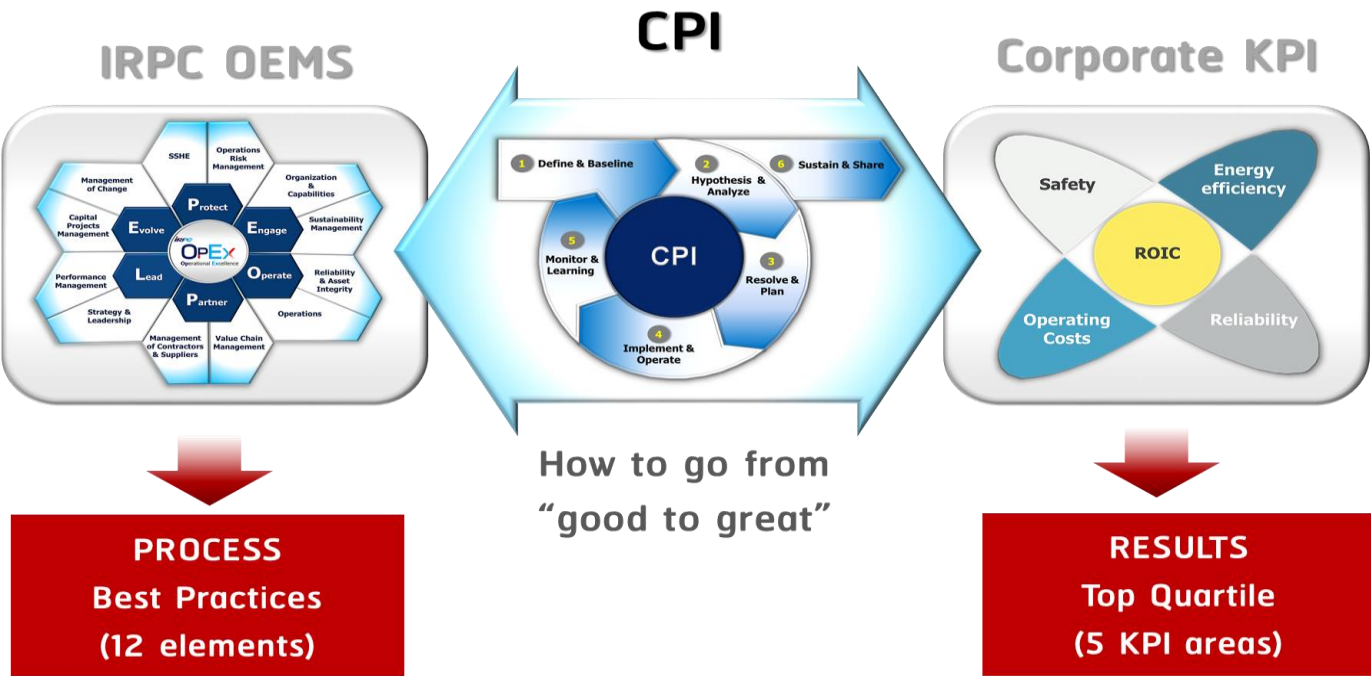 IRPC OEMS
SSHE
Operations
Risk
Management
Organization
&
Capabilities
Sustainability
Management
Reliability
& Asset
Integrity
Operations
Value Chain
Management
Management
of Contractors
& Suppliers
Strategy &
Leadership
Performance
Management
Capital
Projects
Management
Management
of Change
Protect
Engage
Operate
Partner
Lead
Evolve
IRPC
OpEx
Operational Excellence
PROCESS
Best Practices
(12 elements)
CPI
1 Define & Baseline
2
Hypothesis &
Analyze
3
Resolve &
Plan
4
Implement &
Operate
5
Monitor &
Learning
6 Sustain & Share
CPI
How to go from
“good to great”
Corporate KPI
Safety
Energy
efficiency
ROIC
Operating
Costs
Reliability
RESULTS
Top Quartile
(5 KPI areas)